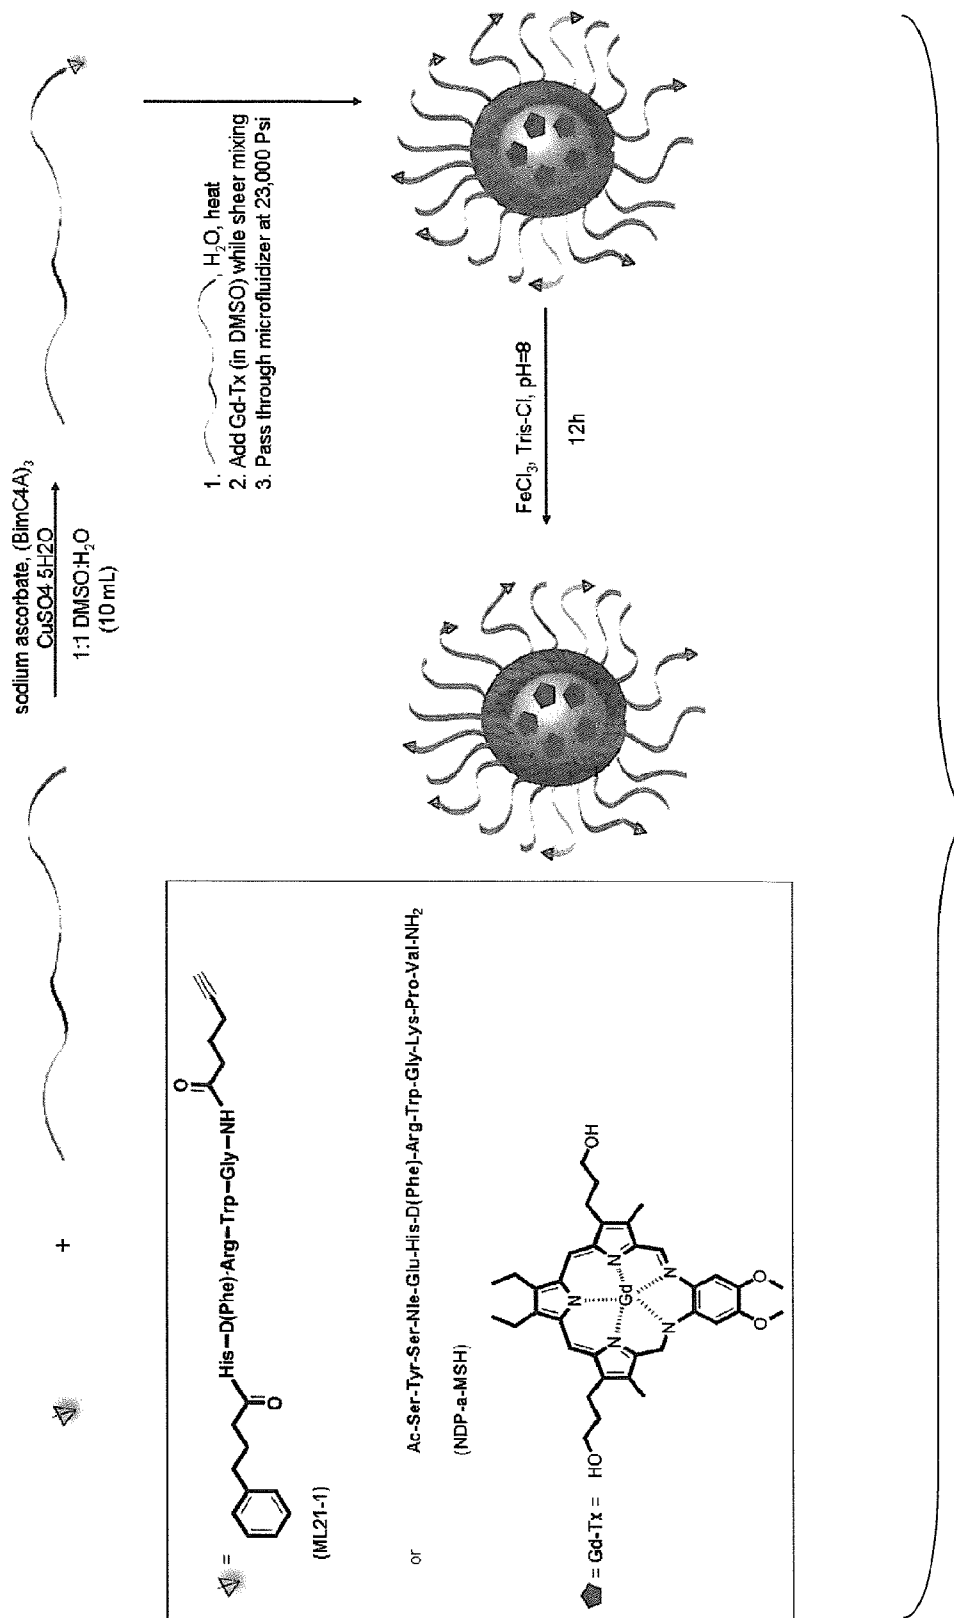 +
sodium ascorbate, (BimC4A)3
CuSO4 5H2O
1:1 DMSO:H2O
(10 mL)
1. , H2O, heat
2. Add Gd-Tx (in DMSO) while sheer mixing
3. Pass through microfluidizer at 23,000 Psi
FeCl3, Tris-Cl, pH=8
12h
=
O
His-D(Phe)-Arg-Trp-Gly-NH
O
(ML21-1)
or
Ac-Ser-Tyr-Ser-Nle-Glu-His-D(Phe)-Arg-Trp-Gly-Lys-Pro-Val-NH2
(NDP-a-MSH)
= Gd-Tx =
HO
OH
N
N
N
Gd
N
N
O
O